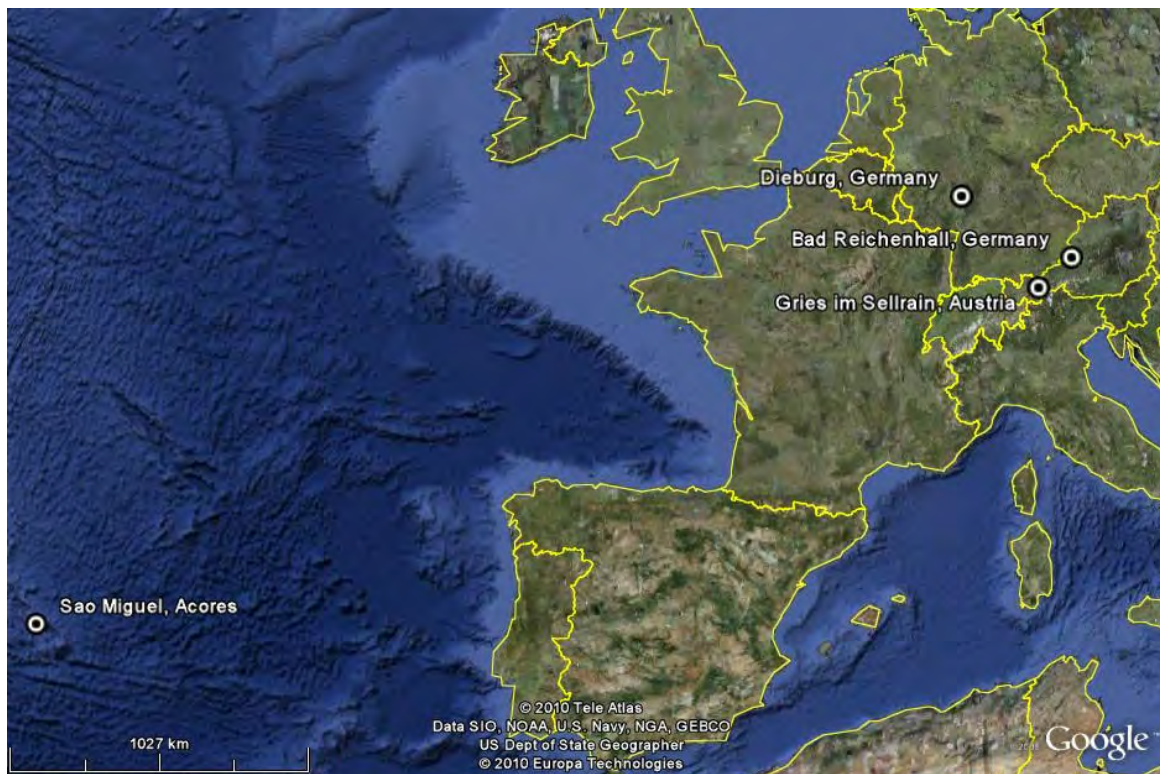 Dieburg, Germany
Bad Reichenhall, Germany
Gries im Sellrain, Austria
Sao Miguel, Acores
© 2010 Tele Atlas
Data SIO, NOAA, U.S. Navy, NGA, GEBCO
US Dept of State Geographer
© 2010 Europa Technologies
1027 km
Google